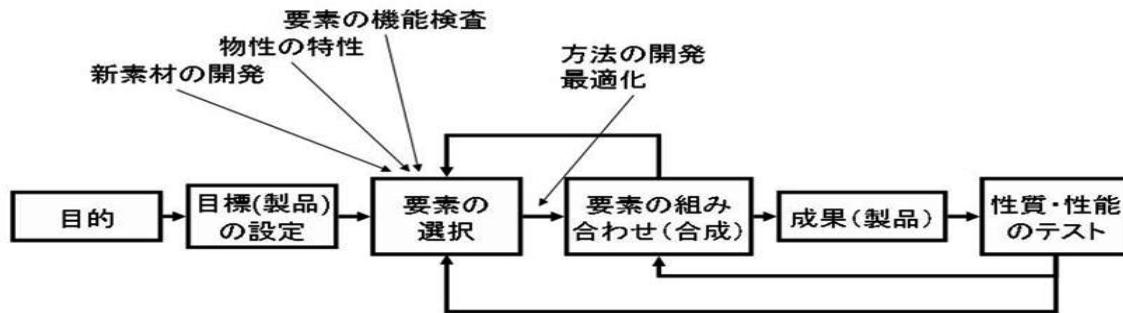 要素の機能検査
物性の特性
新素材の開発
方法の開発
最適化
目的
目標(製品)
の設定
要素の
選択
要素の組み
合わせ(合成)
成果(製品)
性質・性能
のテスト